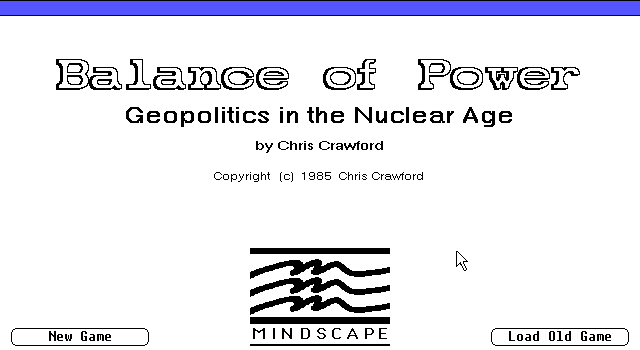 Balance of Power
Geopolitics in the Nuclear Age
by Chris Crawford
Copyright (c) 1985 Chris Crawford
MINDSCAPE
New Game
Load Old Game